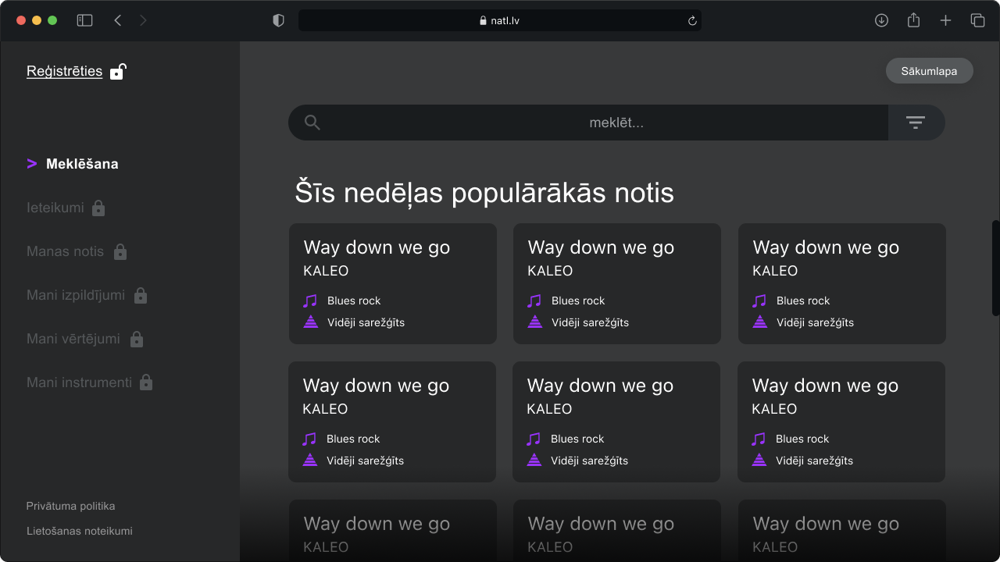 natl.lv
Reģistrēties
Sākumlapa
meklēt...
> Meklēšana
Ieteikumi
Manas notis
Mani izpildījumi
Mani vērtējumi
Mani instrumenti
Privātuma politika
Lietošanas noteikumi
Šīs nedēļas populārākās notis
Way down we go
KALEO
Blues rock
Vidēji sarežģīts
Way down we go
KALEO
Blues rock
Vidēji sarežģīts
Way down we go
KALEO
Blues rock
Vidēji sarežģīts
Way down we go
KALEO
Blues rock
Vidēji sarežģīts
Way down we go
KALEO
Blues rock
Vidēji sarežģīts
Way down we go
KALEO
Blues rock
Vidēji sarežģīts
Way down we go
KALEO
Way down we go
KALEO
Way down we go
KALEO